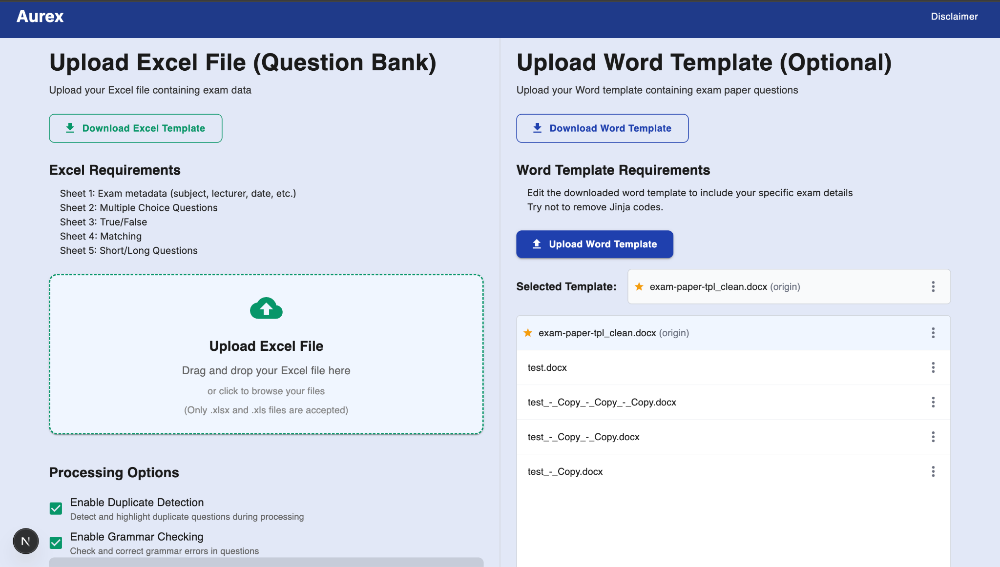 Aurex
Disclaimer
Upload Excel File (Question Bank)
Upload your Excel file containing exam data
Download Excel Template
Excel Requirements
Sheet 1: Exam metadata (subject, lecturer, date, etc.)
Sheet 2: Multiple Choice Questions
Sheet 3: True/False
Sheet 4: Matching
Sheet 5: Short/Long Questions
Upload Excel File
Drag and drop your Excel file here
or click to browse your files
(Only .xlsx and .xls files are accepted)
Processing Options
Enable Duplicate Detection
Detect and highlight duplicate questions during processing
Enable Grammar Checking
Check and correct grammar errors in questions
N
Upload Word Template (Optional)
Upload your Word template containing exam paper questions
Download Word Template
Word Template Requirements
Edit the downloaded word template to include your specific exam details
Try not to remove Jinja codes.
Upload Word Template
Selected Template:
exam-paper-tpl_clean.docx (origin)
exam-paper-tpl_clean.docx (origin)
test.docx
test_-_Copy_-_Copy_-_Copy.docx
test_-_Copy_-_Copy.docx
test_-_Copy.docx